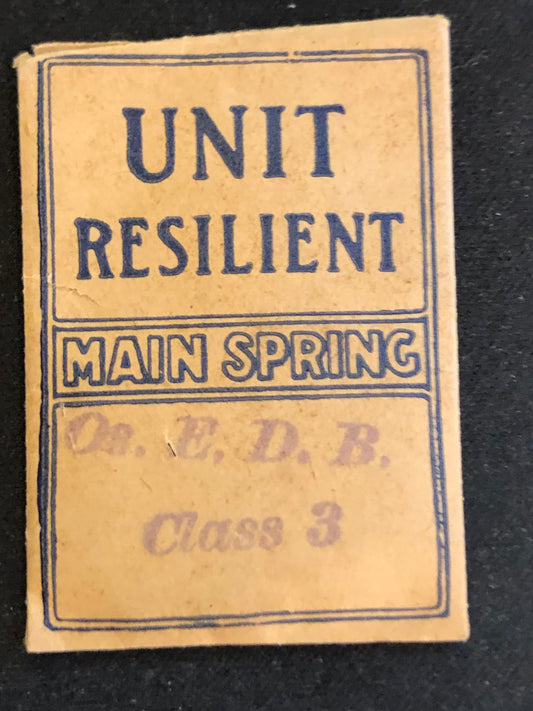 UNIT
RESILIENT
MAIN SPRING
Os. E. D. B.
Class 3